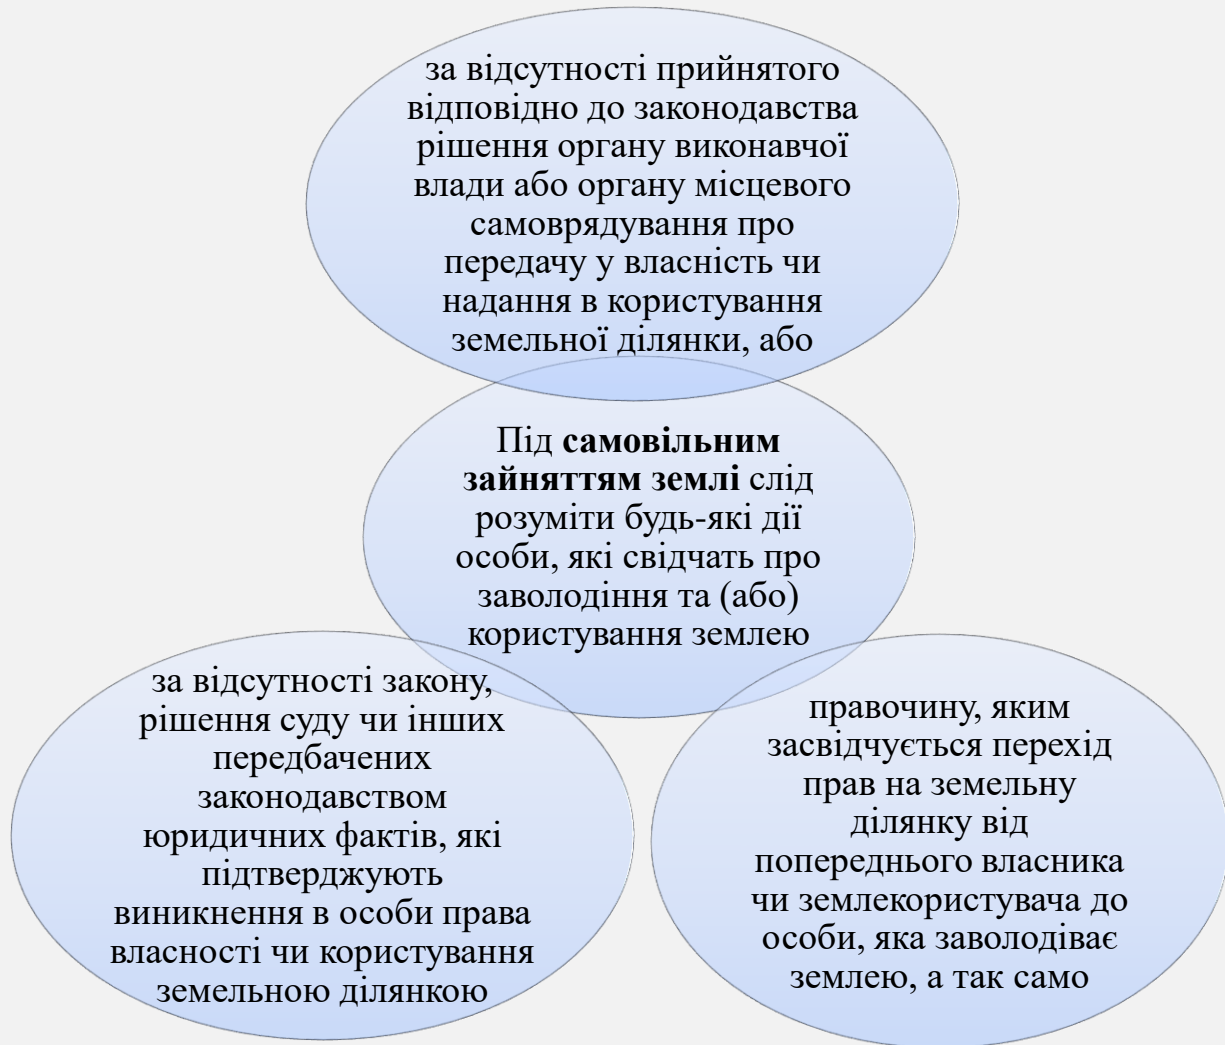 за відсутності прийнятого
відповідно до законодавства
рішення органу виконавчої
влади або органу місцевого
самоврядування про
передачу у власність чи
надання в користування
земельної ділянки, або
Під самовільним
зайняттям землі слід
розуміти будь-які дії
особи, які свідчать про
заволодіння та (або)
користування землею
за відсутності закону,
рішення суду чи інших
передбачених
законодавством
юридичних фактів, які
підтверджують
виникнення в особи права
власності чи користування
земельною ділянкою
правочину, яким
засвідчується перехід
прав на земельну
ділянку від
попереднього власника
чи землекористувача до
особи, яка заволодіває
землею, а так само